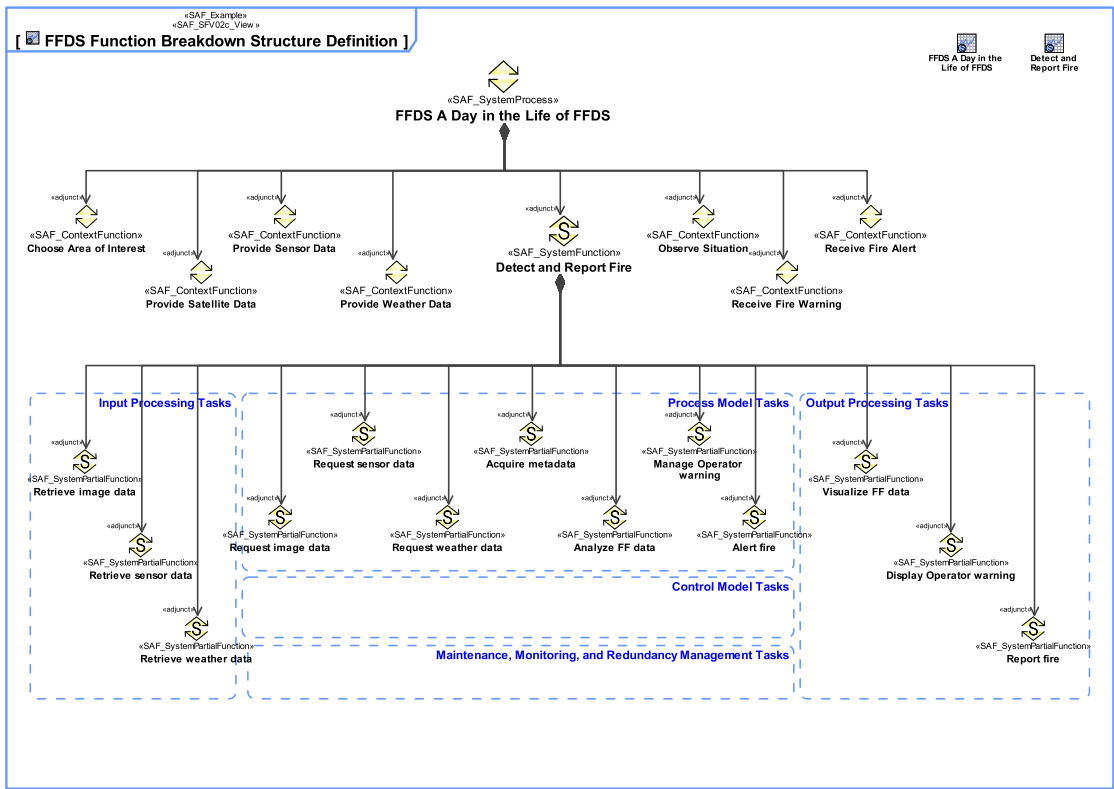 «SAF_Example»
«SAF_SFV02c_View »
[ FFDS Function Breakdown Structure Definition ]
FFDS A Day in the
Life of FFDS
Detect and
Report Fire
«SAF_SystemProcess»
FFDS A Day in the Life of FFDS
«adjunct»
«SAF_ContextFunction»
Choose Area of Interest
«adjunct»
«SAF_ContextFunction»
Provide Satellite Data
«adjunct»
«SAF_ContextFunction»
Provide Sensor Data
«adjunct»
«SAF_ContextFunction»
Provide Weather Data
«adjunct»
S
«SAF_SystemFunction»
Detect and Report Fire
«adjunct»
«SAF_ContextFunction»
Observe Situation
«adjunct»
«SAF_ContextFunction»
Receive Fire Warning
«adjunct»
«SAF_ContextFunction»
Receive Fire Alert
Input Processing Tasks
«adjunct»
S
«SAF_SystemPartialFunction»
Retrieve image data
«adjunct»
S
«SAF_SystemPartialFunction»
Retrieve sensor data
«adjunct»
S
«SAF_SystemPartialFunction»
Retrieve weather data
Process Model Tasks
«adjunct»
S
«SAF_SystemPartialFunction»
Request sensor data
«adjunct»
S
«SAF_SystemPartialFunction»
Acquire metadata
«adjunct»
S
«SAF_SystemPartialFunction»
Manage Operator
warning
«adjunct»
S
«SAF_SystemPartialFunction»
Request image data
«adjunct»
S
«SAF_SystemPartialFunction»
Request weather data
«adjunct»
S
«SAF_SystemPartialFunction»
Analyze FF data
«adjunct»
S
«SAF_SystemPartialFunction»
Alert fire
Control Model Tasks
Maintenance, Monitoring, and Redundancy Management Tasks
Output Processing Tasks
«adjunct»
S
«SAF_SystemPartialFunction»
Visualize FF data
«adjunct»
S
«SAF_SystemPartialFunction»
Display Operator warning
«adjunct»
S
«SAF_SystemPartialFunction»
Report fire